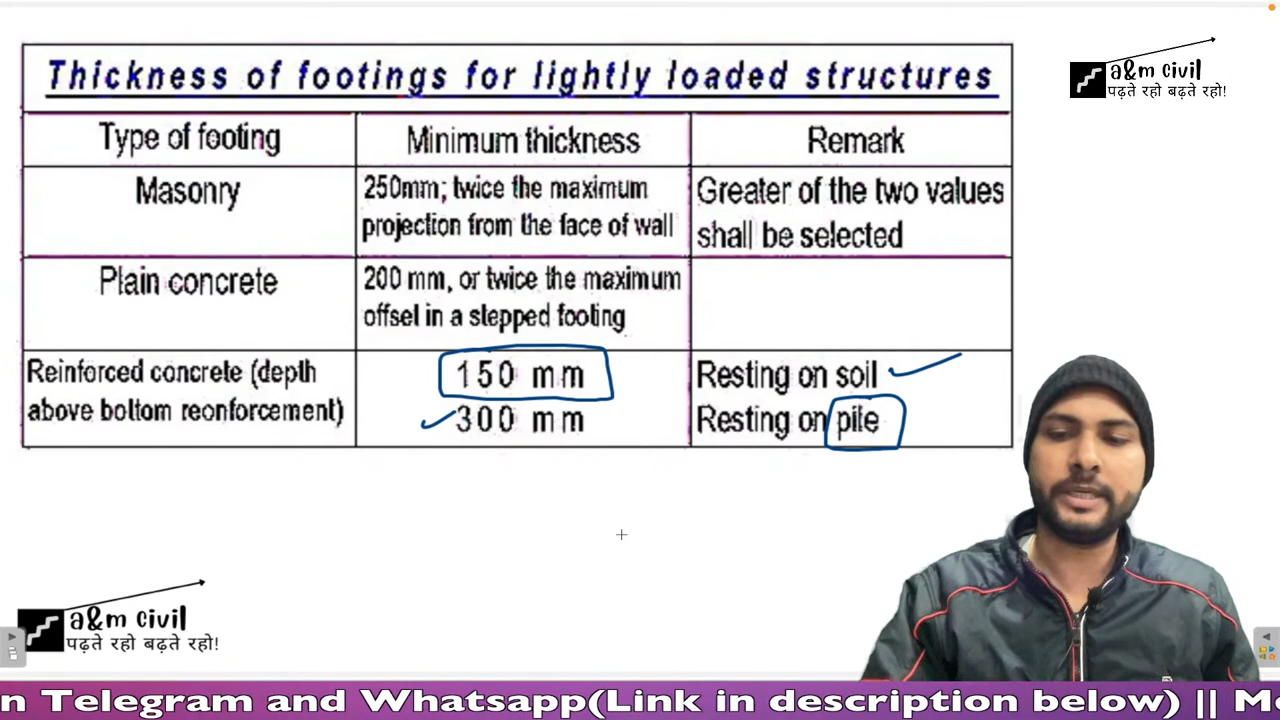 Thickness of footings for lightly loaded structures
a&m civil
पढ़ते रहो बढ़ते रहो!
Type of footing
Minimum thickness
Remark
Masonry
250mm; twice the maximum
projection from the face of wall
Greater of the two values
shall be selected
Plain concrete
200 mm, or twice the maximum
offsel in a slepped fooling
Reinforced concrete (depth
above boltom reonforcement)
150 mm
300 mm
Resting on soil
Resting on pile
a&m civil
पढ़ते रहो बढ़ते रहो!
n Telegram and Whatsapp(Link in description below) || M